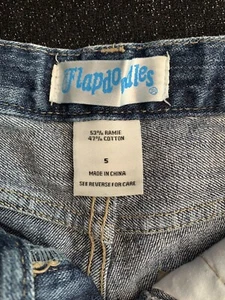 Flapdoodles®
53% RAMIE
47% COTTON
S
MADE IN CHINA
SEE REVERSE FOR CARE